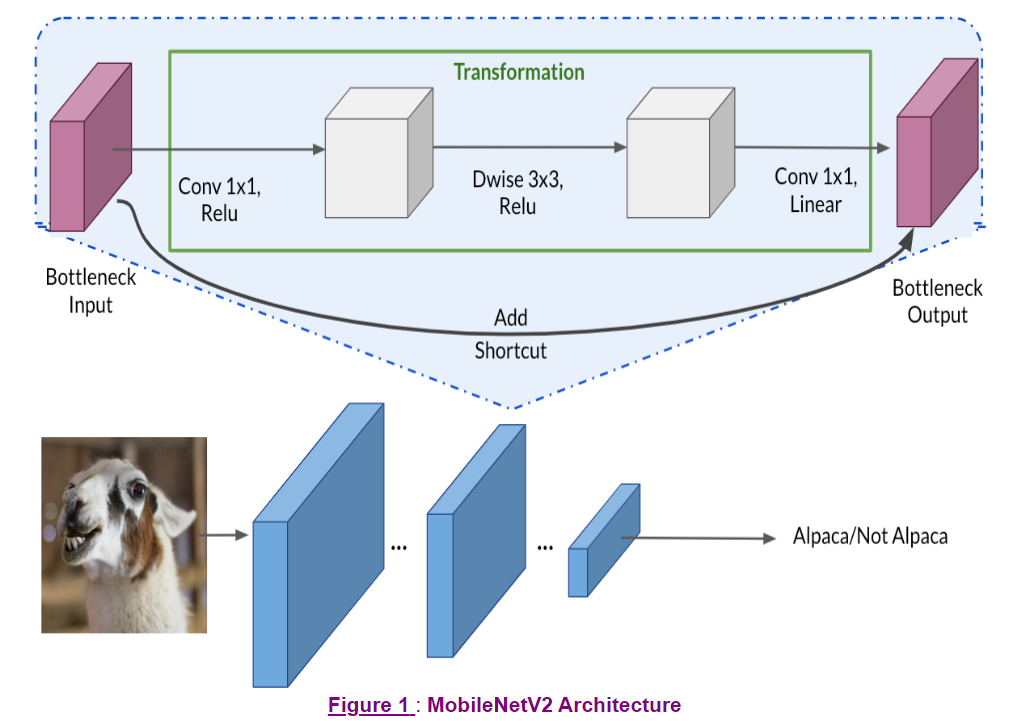 Transformation
Conv 1x1,
Relu
Dwise 3x3,
Relu
Conv 1x1,
Linear
Bottleneck
Input
Bottleneck
Output
Add
Shortcut
...
...
Alpaca/Not Alpaca
Figure 1 : MobileNetV2 Architecture